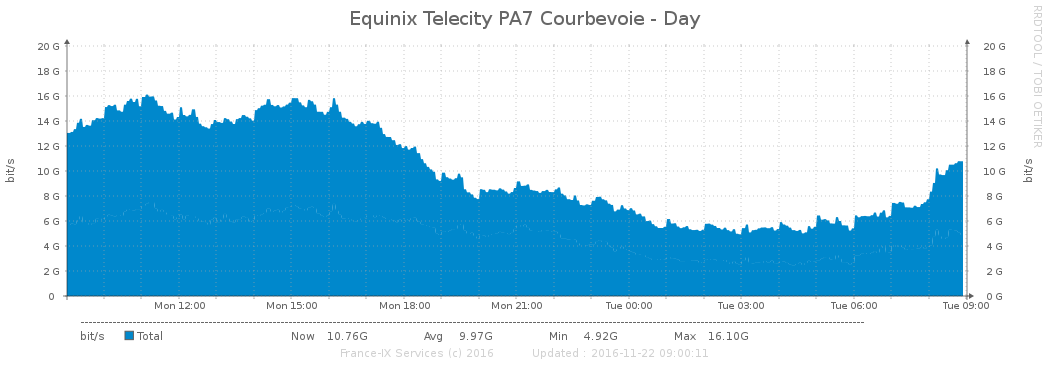 Equinix Telecity PA7 Courbevoie - Day
RRDTOOL / TOBI OETIKER
bit/s
20 G 20 G
18 G 18 G
16 G 16 G
14 G 14 G
12 G 12 G
10 G 10 G
8 G 8 G
6 G 6 G
4 G 4 G
2 G 2 G
0 0 G
bit/s
Mon 12:00 Mon 15:00 Mon 18:00 Mon 21:00 Tue 00:00 Tue 03:00 Tue 06:00 Tue 09:00
bit/s Total Now 10.76G Avg 9.97G Min 4.92G Max 16.10G
France-IX Services (c) 2016 Updated : 2016-11-22 09:00:11